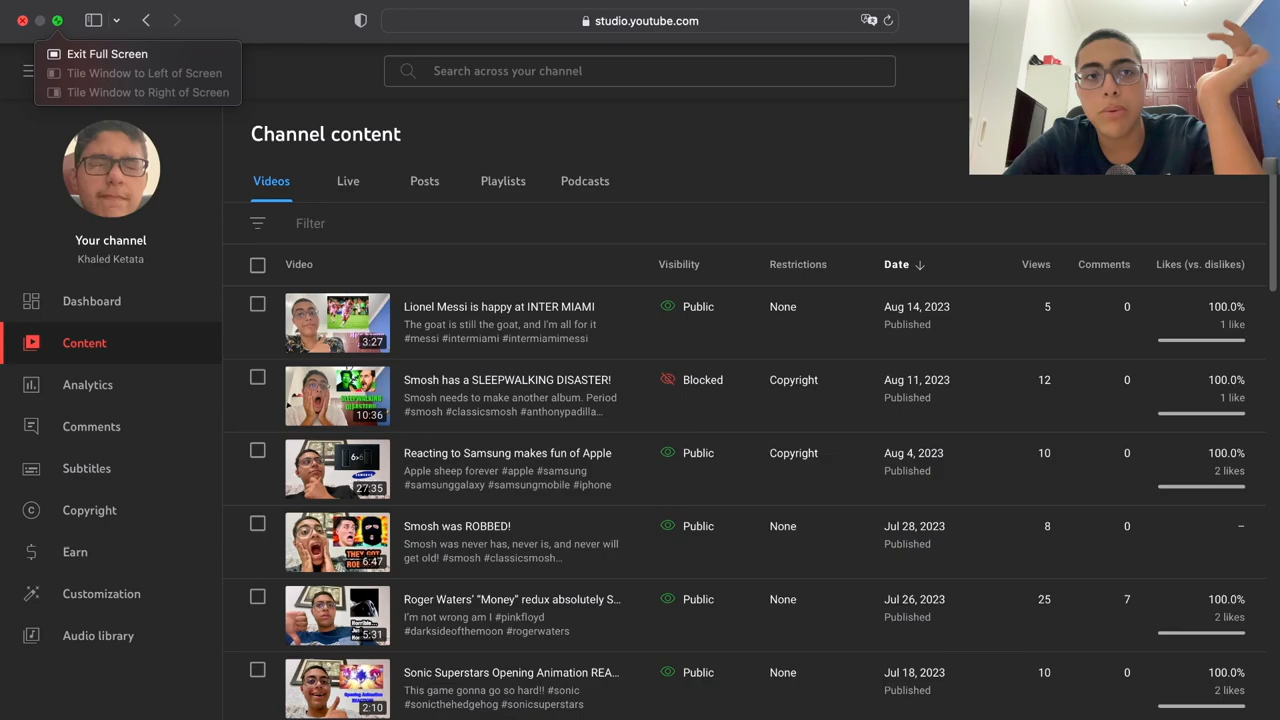 studio.youtube.com
Exit Full Screen
Tile Window to Left of Screen
Tile Window to Right of Screen
Search across your channel
Your channel
Khaled Ketata
Dashboard
Content
Analytics
Comments
Subtitles
Copyright
Earn
Customization
Audio library
Channel content
Videos Live Posts Playlists Podcasts
Filter
Video Visibility Restrictions Date Views Comments Likes (vs. dislikes)
Lionel Messi is happy at INTER MIAMI Public None Aug 14, 2023 5 0 100.0%
The goat is still the goat, and I'm all for it Published 1 like
#messi #intermiami #intermiamimessi
3:27
Smosh has a SLEEPWALKING DISASTER! Blocked Copyright Aug 11, 2023 12 0 100.0%
Smosh needs to make another album. Period Published 1 like
#smosh #classicsmosh #anthonypadilla...
SLEEPWALKING
10:36
Reacting to Samsung makes fun of Apple Public Copyright Aug 4, 2023 10 0 100.0%
Apple sheep forever #apple #samsung Published 2 likes
#samsunggalaxy #samsungmobile #iphone
SAMSUNG
27:35
Smosh was ROBBED! Public None Jul 28, 2023 8 0 –
Smosh was never has, never is, and never will Published
get old! #smosh #classicsmosh...
THEY GOT
6:47
Roger Waters’ “Money” redux absolutely S... Public None Jul 26, 2023 25 7 100.0%
I'm not wrong am I #pinkfloyd Published 2 likes
#darksideofthemoon #rogerwaters
Horrible...
5:31
Sonic Superstars Opening Animation REA... Public None Jul 18, 2023 10 0 100.0%
This game gonna go so hard!! #sonic Published 2 likes
#sonicthehedgehog #sonicsuperstars
Opening Animation
REACTION
2:10